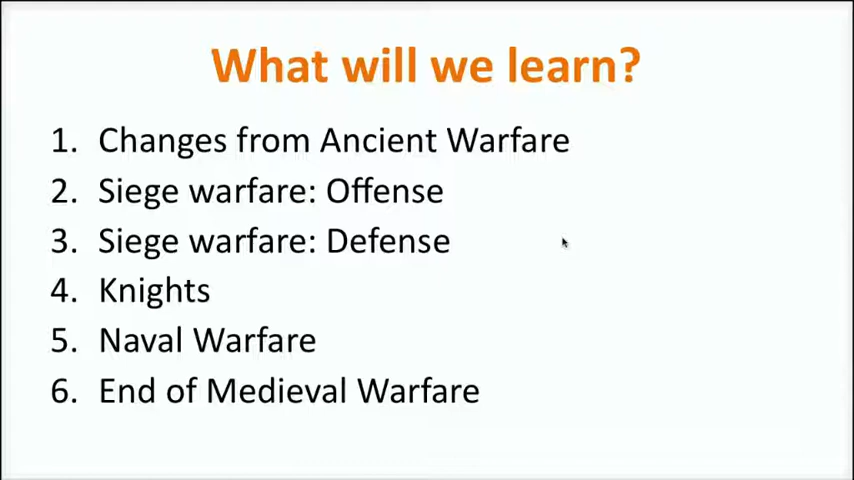 What will we learn?
1. Changes from Ancient Warfare
2. Siege warfare: Offense
3. Siege warfare: Defense
4. Knights
5. Naval Warfare
6. End of Medieval Warfare